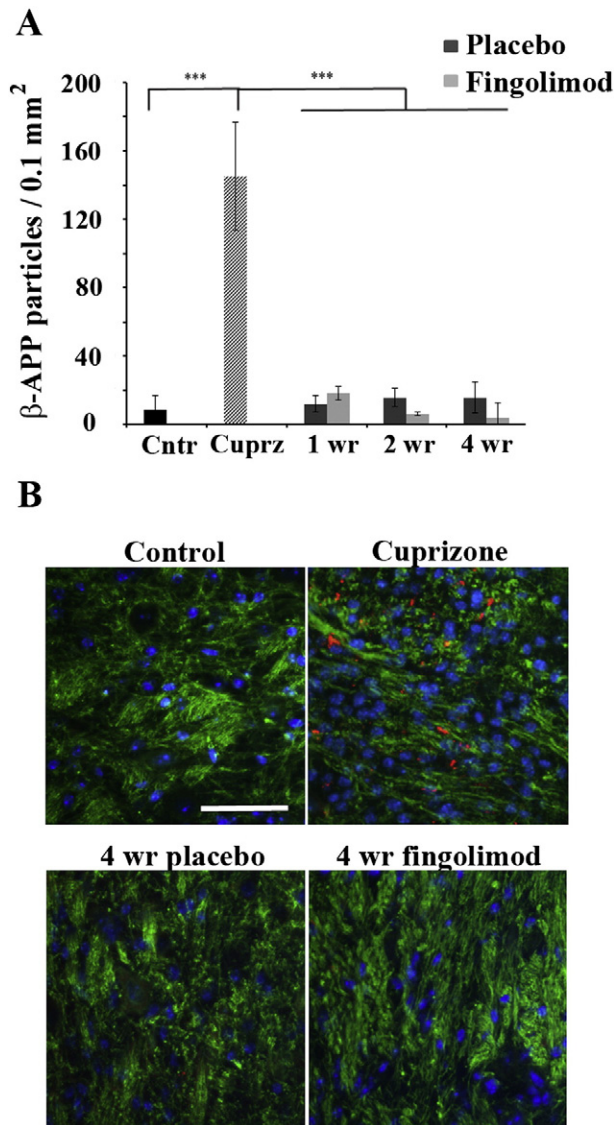 A
Placebo
Fingolimod
*** ***
β-APP particles / 0.1 mm²
200
160
120
80
40
0
Cntr Cuprz 1 wr 2 wr 4 wr
B
Control Cuprizone
4 wr placebo 4 wr fingolimod